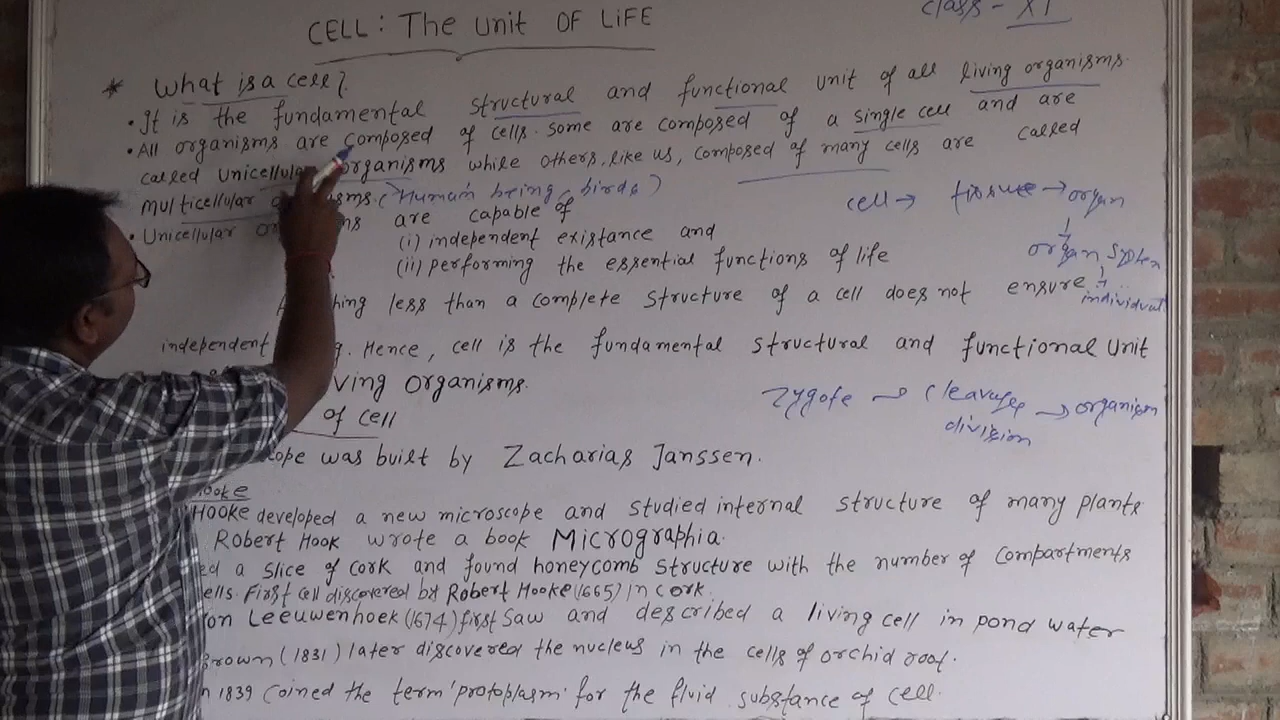 Class - XI
CELL: The Unit OF LiFE
* What is a cell?
• It is the fundamental structural and functional unit of all living organisms.
• All organisms are composed of cells. Some are composed of a single cell and are
called Unicellular organisms while others, like us, composed of many cells are called
multicellular (Human being, birds)
cell → tissue → organ
• Unicellular are capable of
(i) independent existance and
→ organ system
(ii) performing the essential functions of life
→ individual
less than a complete structure of a cell does not ensure
independent Hence, cell is the fundamental structural and functional Unit
organisms.
Zygote → cleavage division → organism
of cell
was built by Zacharias Janssen.
Hooke
Hooke developed a new microscope and studied internal structure of many plants
Robert Hook wrote a book Micrographia.
a slice of cork and found honeycomb structure with the number of compartments
First cell discovered by Robert Hooke (1665) in cork.
Leeuwenhoek (1674) first saw and described a living cell in pond water
Brown (1831) later discovered the nucleus in the cells of orchid root.
1839 coined the term 'protoplasm' for the fluid substance of cell.